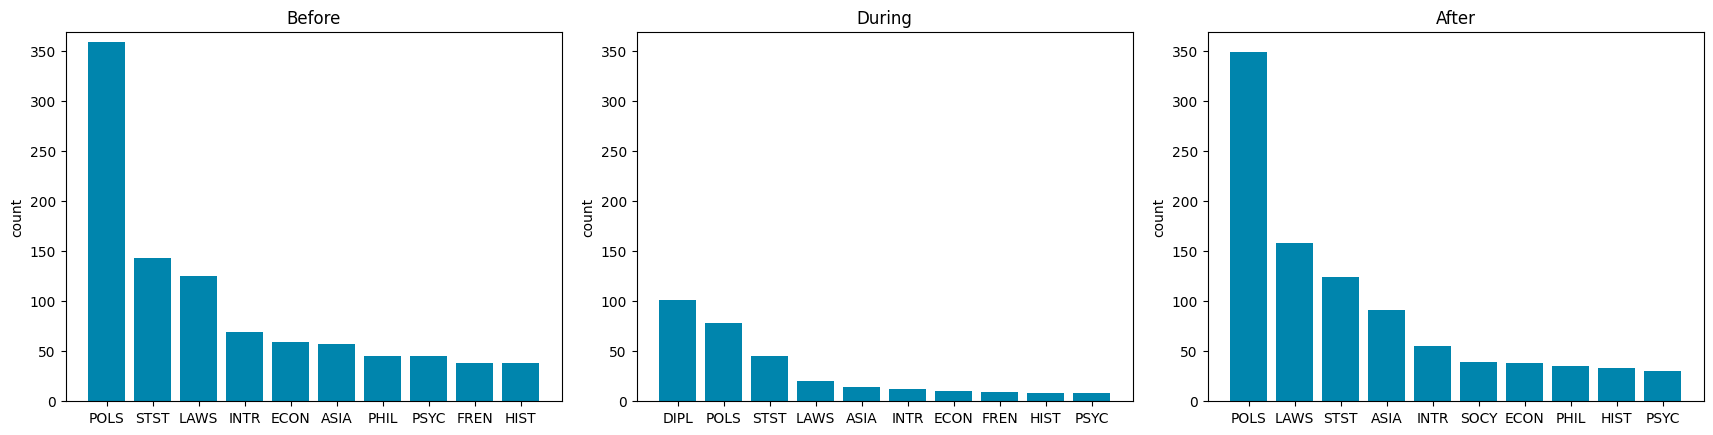 Before
350
300
250
200
150
100
50
0
count
POLS STST LAWS INTR ECON ASIA PHIL PSYC FREN HIST
During
350
300
250
200
150
100
50
0
count
DIPL POLS STST LAWS ASIA INTR ECON FREN HIST PSYC
After
350
300
250
200
150
100
50
0
count
POLS LAWS STST ASIA INTR SOCY ECON PHIL HIST PSYC